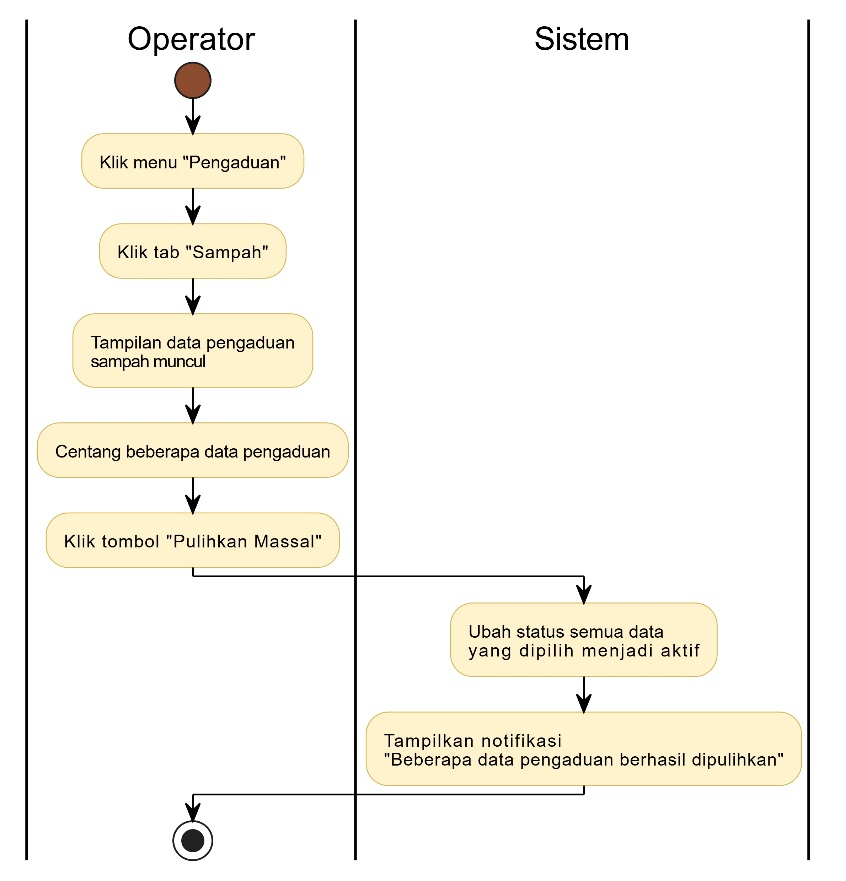 Operator
Sistem
Klik menu "Pengaduan"
Klik tab "Sampah"
Tampilan data pengaduan
sampah muncul
Centang beberapa data pengaduan
Klik tombol "Pulihkan Massal"
Ubah status semua data
yang dipilih menjadi aktif
Tampilkan notifikasi
"Beberapa data pengaduan berhasil dipulihkan"